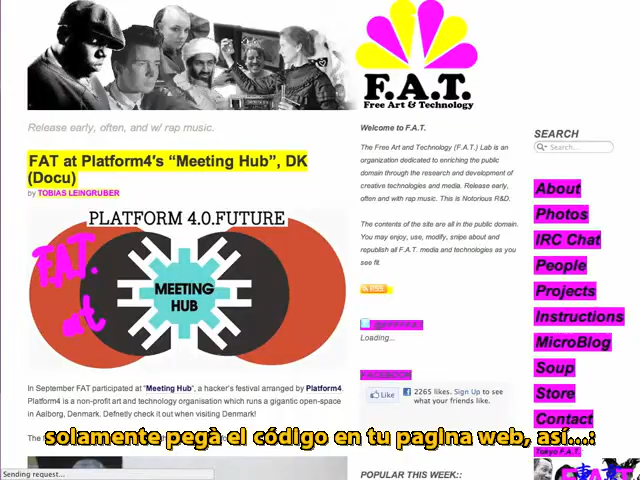 F.A.T.
Free Art & Technology
Release early, often, and w/ rap music.
FAT at Platform4's “Meeting Hub”, DK
(Docu)
by TOBIAS LEINGRUBER
PLATFORM 4.0.FUTURE
F.A.T.
at
MEETING
HUB
In September FAT participated at "Meeting Hub", a hacker's festival arranged by Platform4.
Platform4 is a non-profit art and technology organisation which runs a gigantic open-space
in Aalborg, Denmark. Defnetly check it out when visiting Denmark!
Welcome to F.A.T.
The Free Art and Technology (F.A.T.) Lab is an
organization dedicated to enriching the public
domain through the research and development of
creative technologies and media. Release early,
often and with rap music. This is Notorious R&D.
The contents of the site are all in the public domain.
You may enjoy, use, modify, snipe about and
republish all F.A.T. media and technologies as you
see fit.
RSS
@FFFFFAT
Loading...
FACEBOOK
Like
2265 likes. Sign Up to see
what your friends like.
POPULAR THIS WEEK::
SEARCH
Search...
About
Photos
IRC Chat
People
Projects
Instructions
MicroBlog
Soup
Store
Contact
Tokyo F.A.T.
solamente pegà el código en tu pagina web, así...:
Sending request...